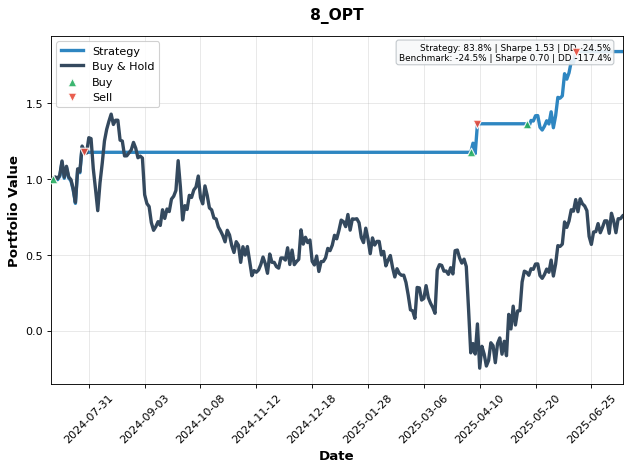 8_OPT
Strategy
Buy & Hold
Buy
Sell
Strategy: 83.8% | Sharpe 1.53 | DD -24.5%
Benchmark: -24.5% | Sharpe 0.70 | DD -117.4%
Portfolio Value
1.5
1.0
0.5
0.0
2024-07-31
2024-09-03
2024-10-08
2024-11-12
2024-12-18
2025-01-28
2025-03-06
2025-04-10
2025-05-20
2025-06-25
Date